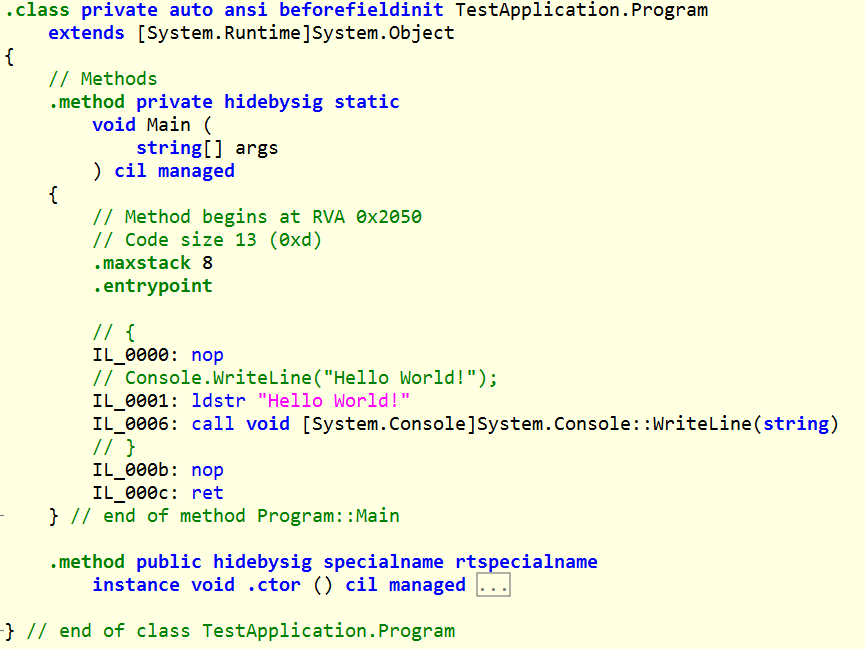 .class private auto ansi beforefieldinit TestApplication.Program
    extends [System.Runtime]System.Object
{
    // Methods
    .method private hidebysig static
        void Main (
            string[] args
        ) cil managed
    {
        // Method begins at RVA 0x2050
        // Code size 13 (0xd)
        .maxstack 8
        .entrypoint

        // {
        IL_0000: nop
        // Console.WriteLine("Hello World!");
        IL_0001: ldstr "Hello World!"
        IL_0006: call void [System.Console]System.Console::WriteLine(string)
        // }
        IL_000b: nop
        IL_000c: ret
    } // end of method Program::Main

    .method public hidebysig specialname rtspecialname
        instance void .ctor () cil managed ...

} // end of class TestApplication.Program